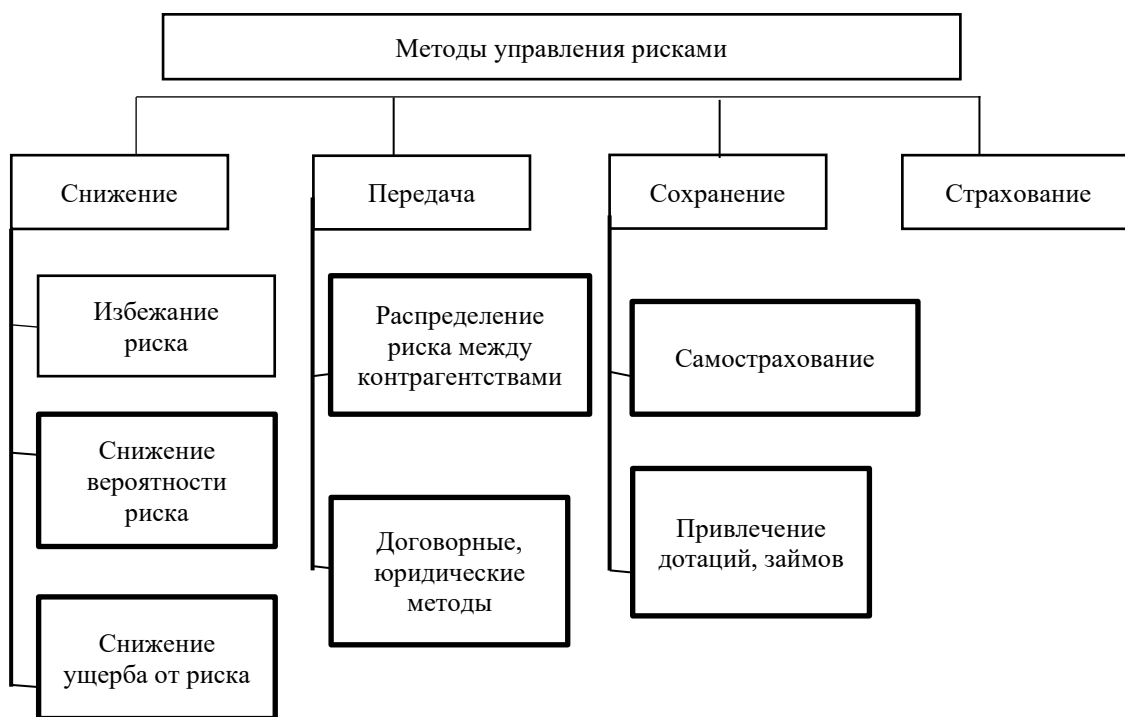 Методы управления рисками
Снижение
Передача
Сохранение
Страхование
Избежание
риска
Снижение
вероятности
риска
Снижение
ущерба от риска
Распределение
риска между
контрагентствами
Договорные,
юридические
методы
Самострахование
Привлечение
дотаций, займов